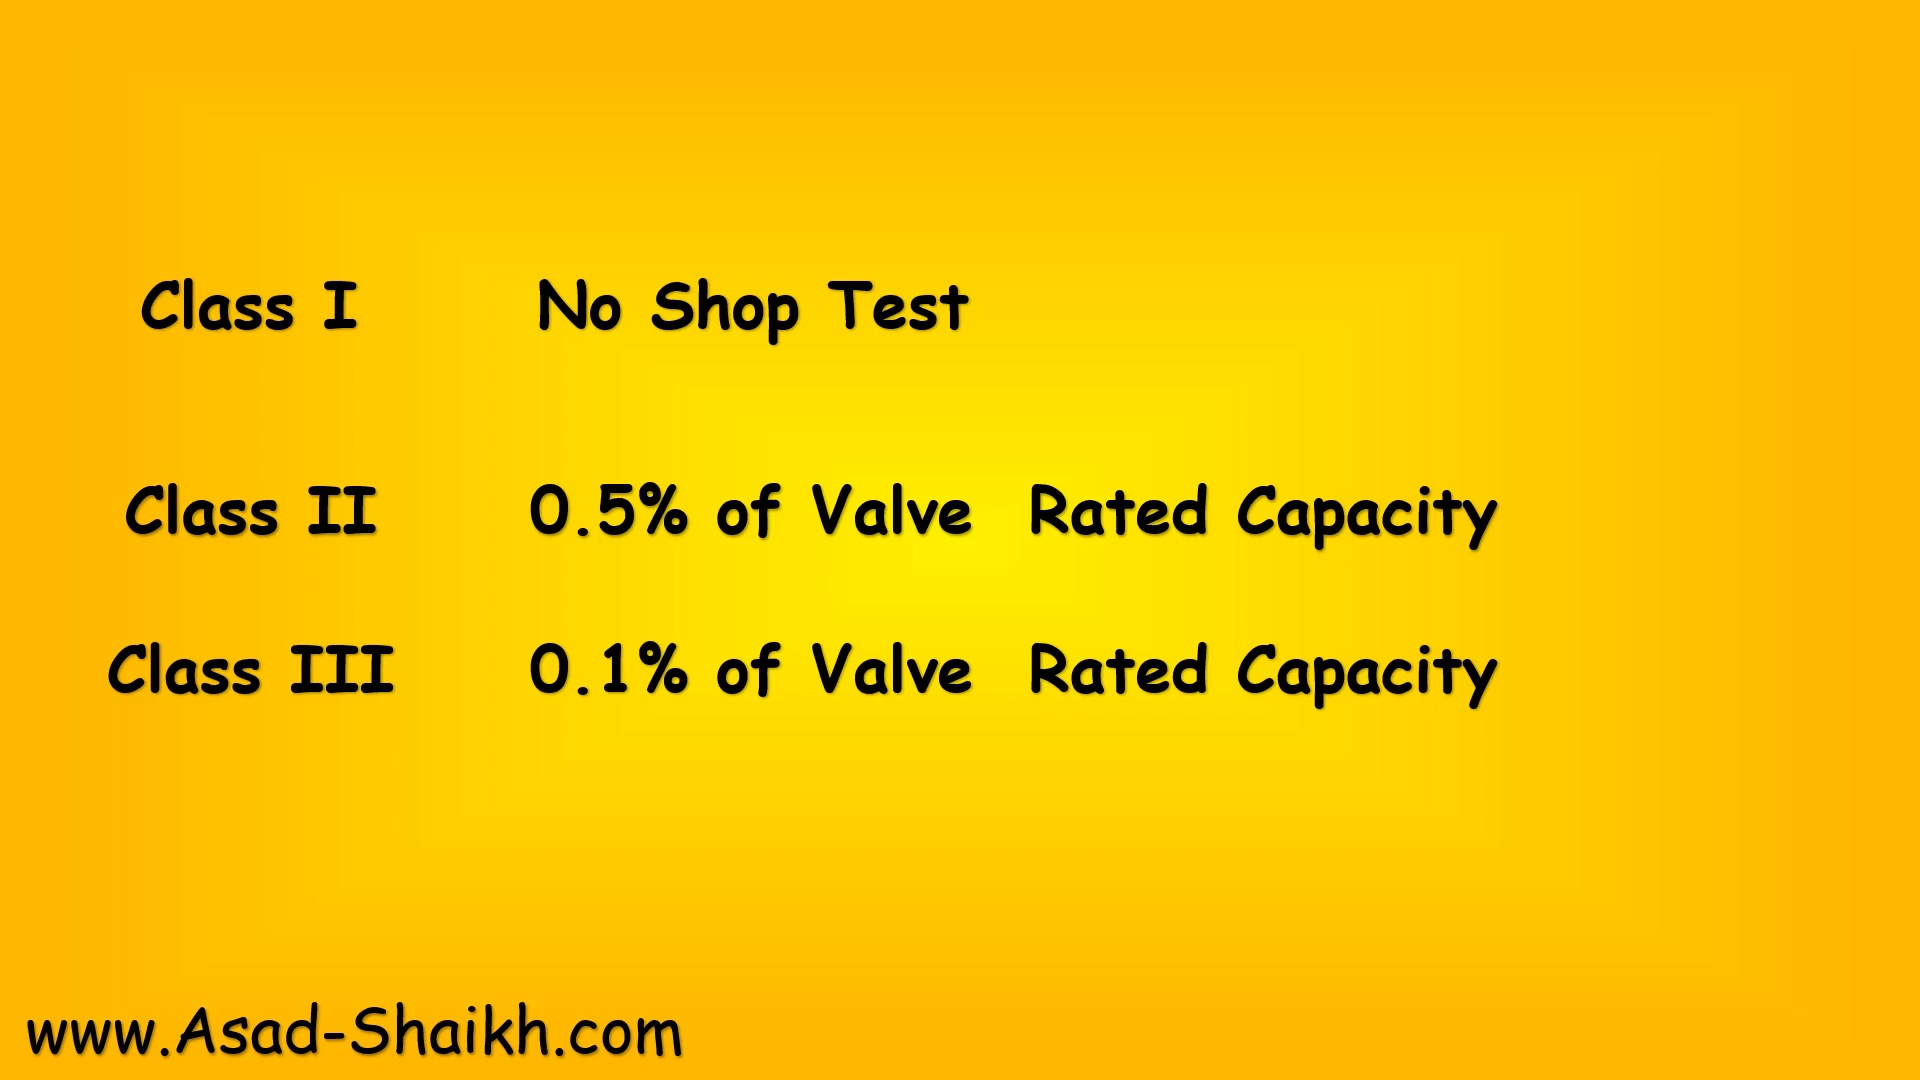 Class I No Shop Test
Class II 0.5% of Valve Rated Capacity
Class III 0.1% of Valve Rated Capacity
www.Asad-Shaikh.com